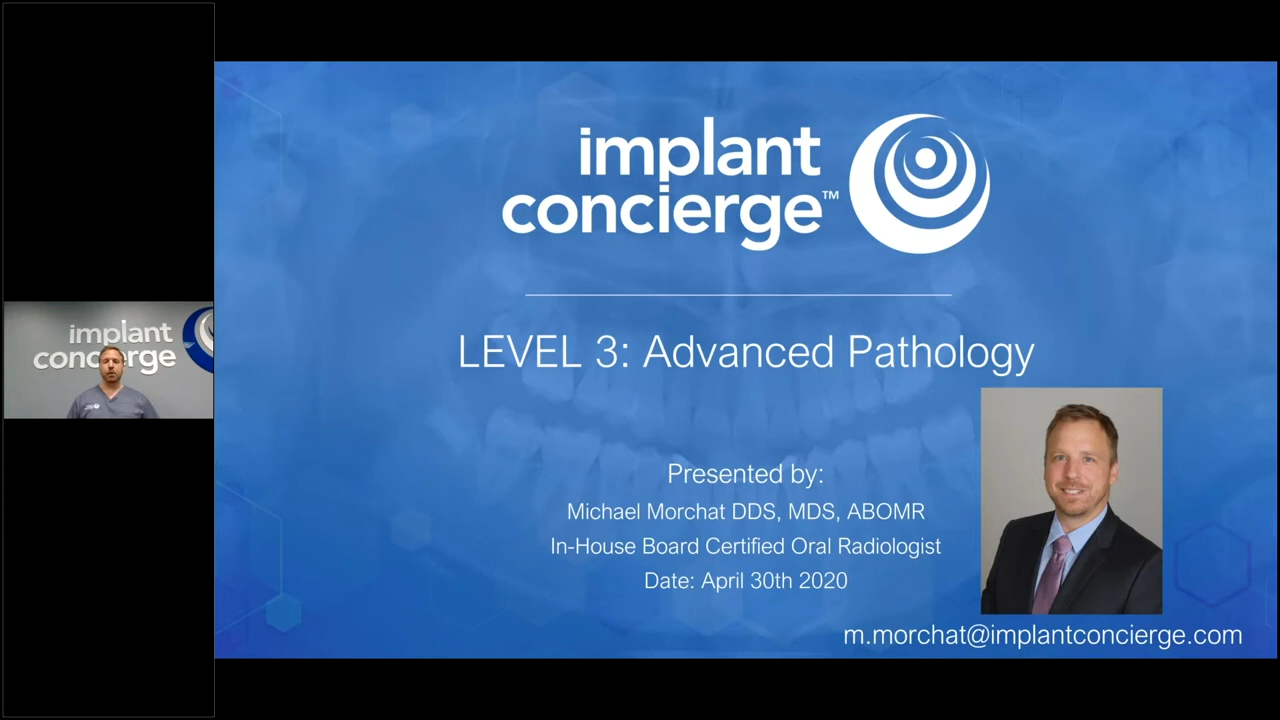 implant
concierge
implant
concierge™
LEVEL 3: Advanced Pathology
Presented by:
Michael Morchat DDS, MDS, ABOMR
In-House Board Certified Oral Radiologist
Date: April 30th 2020
m.morchat@implantconcierge.com